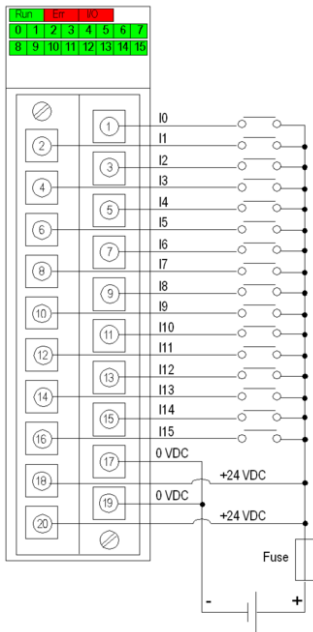 Run Err I/O
0 1 2 3 4 5 6 7
8 9 10 11 12 13 14 15
1 I0
2 I1
3 I2
4 I3
5 I4
6 I5
7 I6
8 I7
9 I8
10 I9
11 I10
12 I11
13 I12
14 I13
15 I14
16 I15
17 0 VDC
18 +24 VDC
19 0 VDC
20 +24 VDC
Fuse
- +